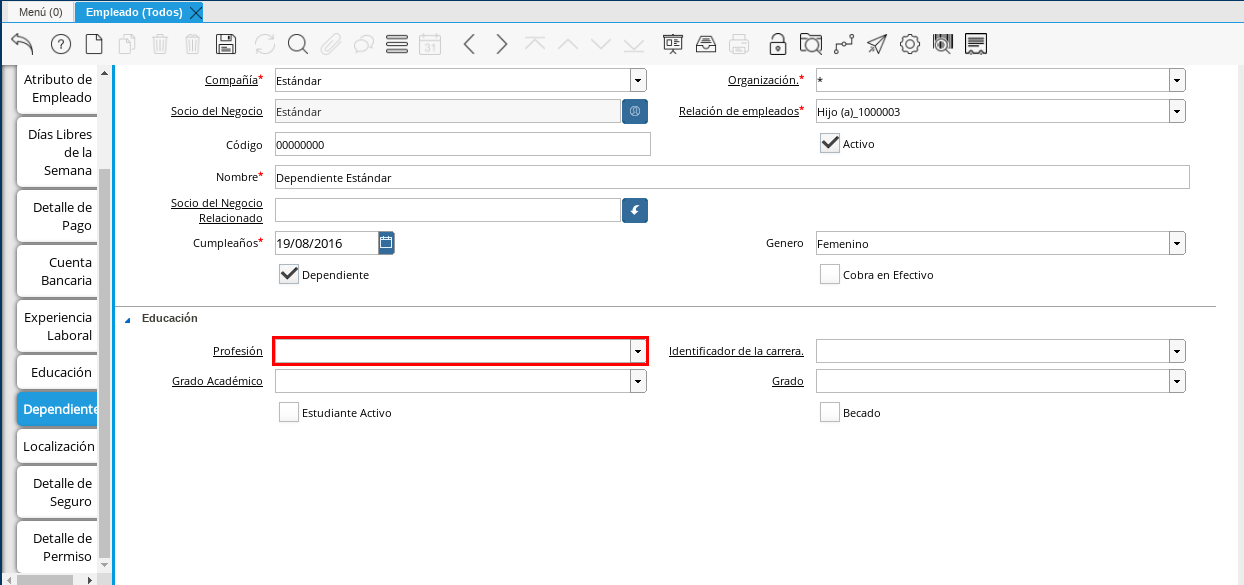 Menú (0)
Empleado (Todos)
31
Atributo de
Empleado
Días Libres
de la
Semana
Detalle de
Pago
Cuenta
Bancaria
Experiencia
Laboral
Educación
Dependiente
Localización
Detalle de
Seguro
Detalle de
Permiso
Compañía* Estándar
Organización.* *
Socio del Negocio Estándar
Relación de empleados* Hijo (a)_1000003
Código 00000000
Activo
Nombre* Dependiente Estándar
Socio del Negocio
Relacionado
Cumpleaños* 19/08/2016
Genero Femenino
Dependiente
Cobra en Efectivo
Educación
Profesión
Identificador de la carrera.
Grado Académico
Grado
Estudiante Activo
Becado